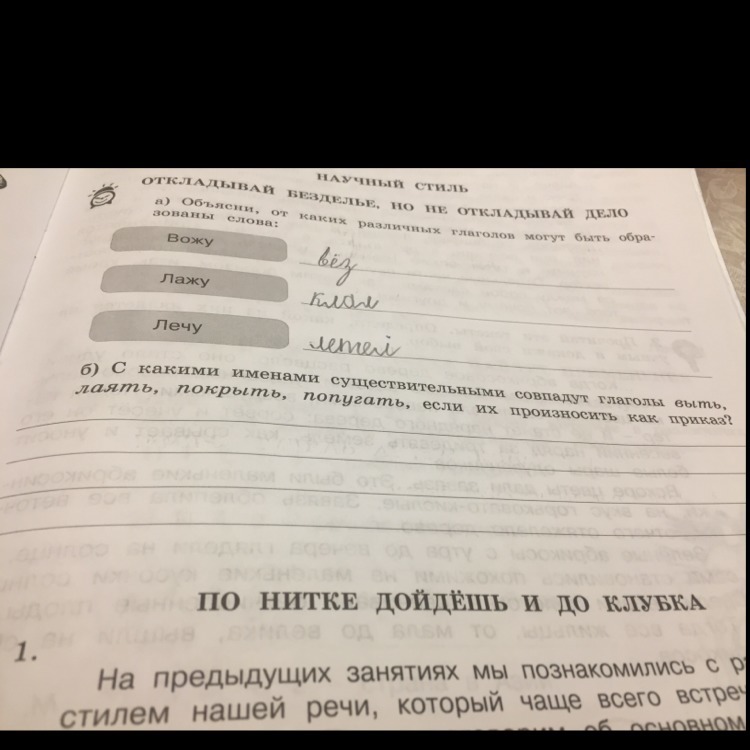 НАУЧНЫЙ СТИЛЬ
ОТКЛАДЫВАЙ БЕЗДЕЛЬЕ, НО НЕ ОТКЛАДЫВАЙ ДЕЛО
а) Объясни, от каких различных глаголов могут быть обра-
зованы слова:
Вожу вёз
Лажу клал
Лечу летел
б) С какими именами существительными совпадут глаголы выть,
лаять, покрыть, попугать, если их произносить как приказ?
ПО НИТКЕ ДОЙДЁШЬ И ДО КЛУБКА
1.
На предыдущих занятиях мы познакомились с
стилем нашей речи, который чаще всего
об основном